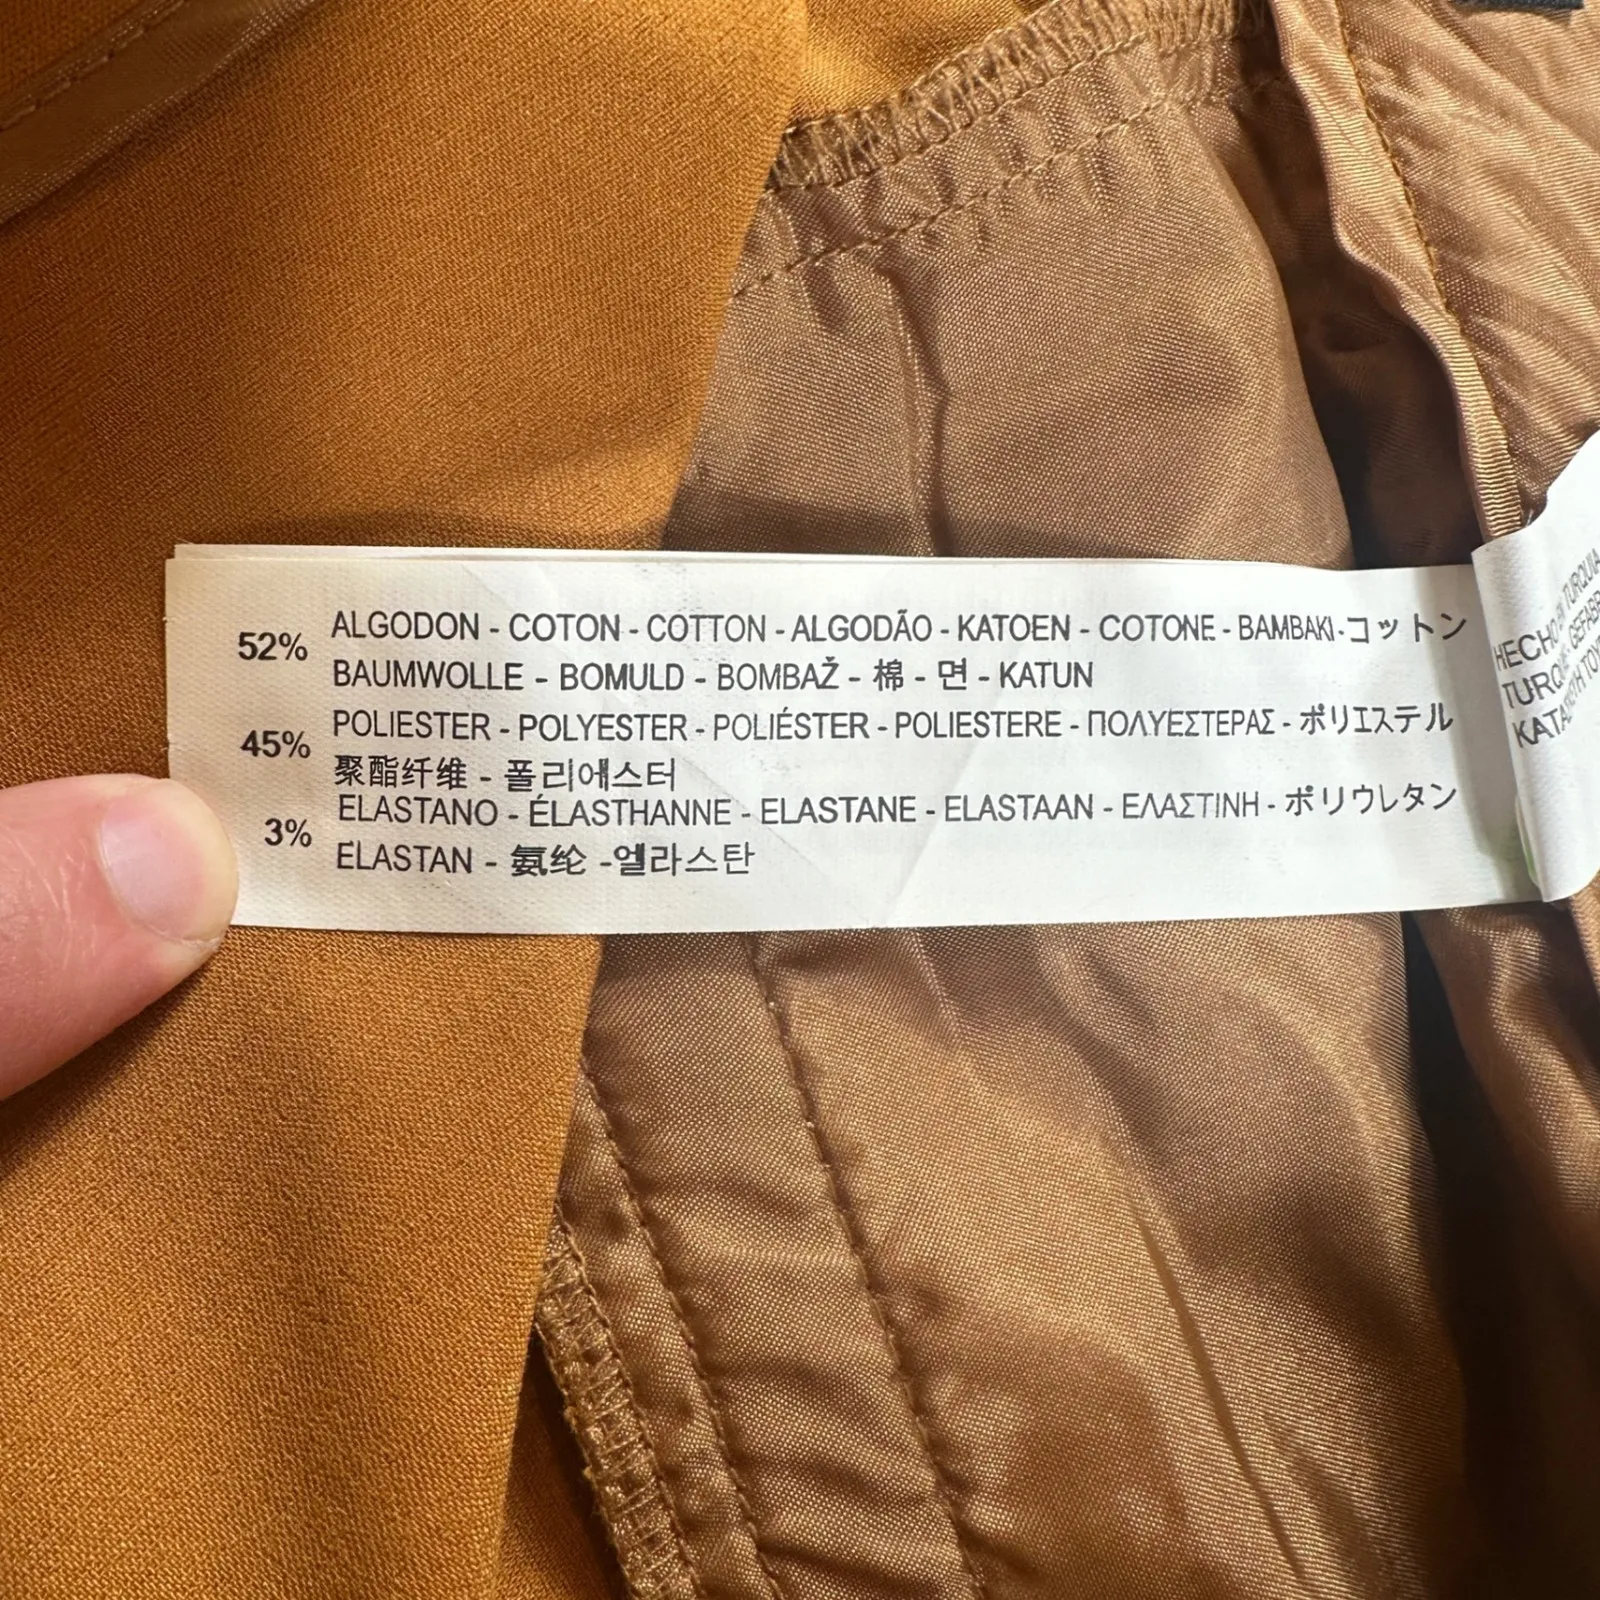 52% ALGODON - COTON - COTTON - ALGODÃO - KATOEN - COTONE - BAMBAKI - コットン
BAUMWOLLE - BOMULD - BOMBAŽ - 棉 - 면 - KATUN
45% POLIESTER - POLYESTER - POLIÉSTER - POLIESTERE - ΠΟΛΥΕΣΤΕΡΑΣ - ポリエステル
聚酯纤维 - 폴리에스터
3% ELASTANO - ÉLASTHANNE - ELASTANE - ELASTAAN - ΕΛΑΣΤΙΝΗ - ポリウレタン
ELASTAN - 氨纶 -엘라스탄
HECHO EN TURQUIA